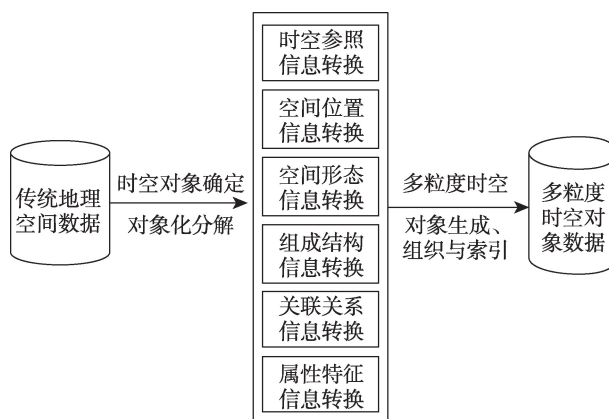 传统地理
空间数据
时空对象确定
对象化分解
时空参照
信息转换
空间位置
信息转换
空间形态
信息转换
组成结构
信息转换
关联关系
信息转换
属性特征
信息转换
多粒度时空
对象生成、
组织与索引
多粒度
时空对
象数据